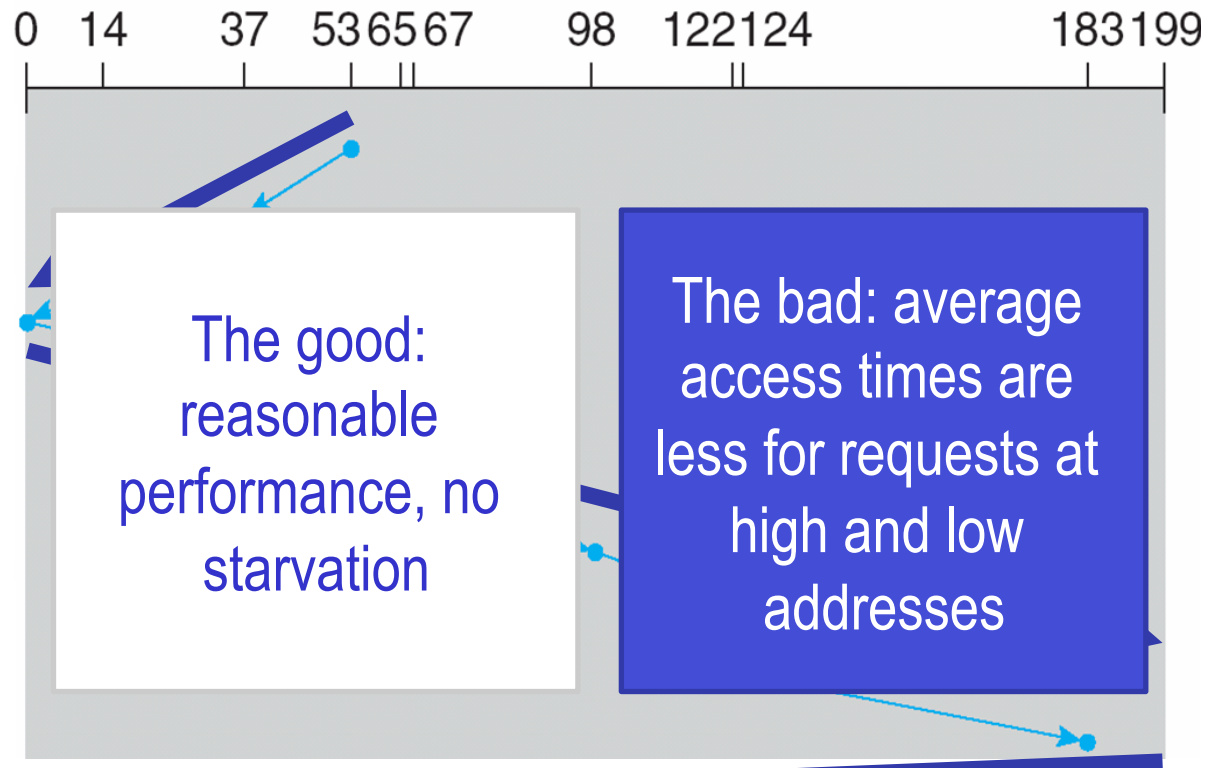 0 14 37 53 65 67 98 122 124 183 199
The good:
reasonable
performance, no
starvation
The bad: average
access times are
less for requests at
high and low
addresses